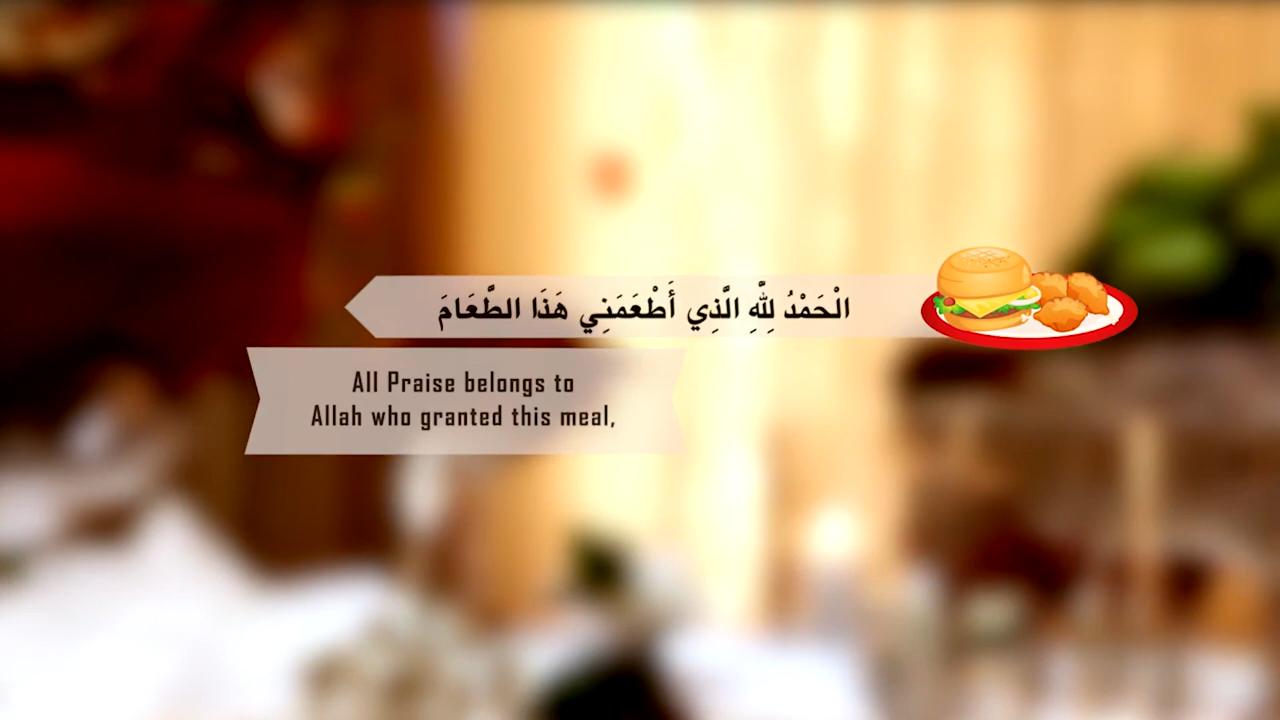 الْحَمْدُ لِلَّهِ الَّذِي أَطْعَمَنِي هَذَا الطَّعَامَ
All Praise belongs to
Allah who granted this meal,